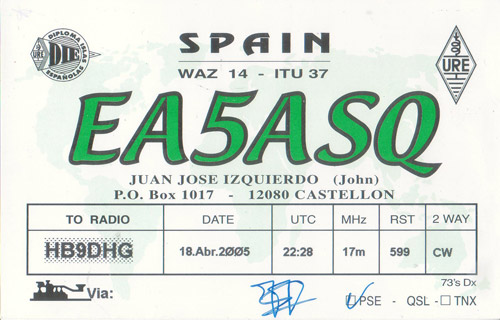 DIPLOMA ISLAS
URE DIE
ESPAÑOLAS
SPAIN
WAZ 14 - ITU 37
URE
EA5ASQ
JUAN JOSE IZQUIERDO (John)
P.O. Box 1017 - 12080 CASTELLON
TO RADIO DATE UTC MHz RST 2 WAY
HB9DHG 18.Abr.2005 22:28 17m 599 CW
73's Dx
Via: PSE - QSL - TNX